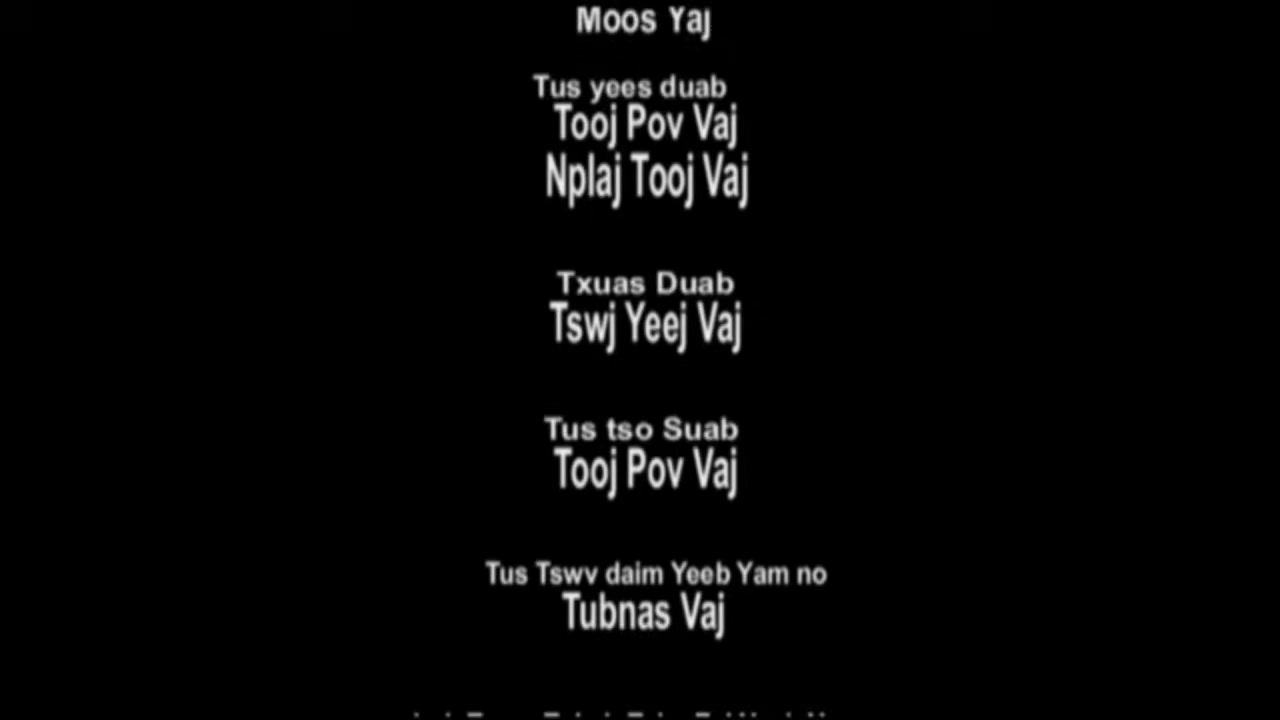 Moos Yaj
Tus yees duab
Tooj Pov Vaj
Nplaj Tooj Vaj
Txuas Duab
Tswj Yeej Vaj
Tus tso Suab
Tooj Pov Vaj
Tus Tswv daim Yeeb Yam no
Tubnas Vaj